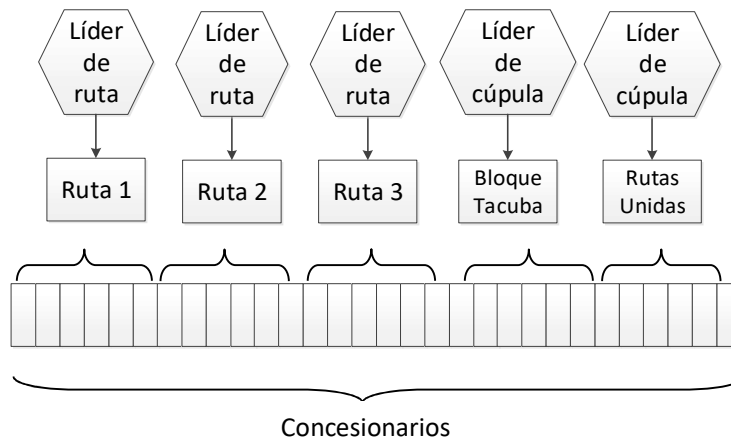 Líder
de
ruta
Líder
de
ruta
Líder
de
ruta
Líder
de
cúpula
Líder
de
cúpula
Ruta 1
Ruta 2
Ruta 3
Bloque
Tacuba
Rutas
Unidas
Concesionarios